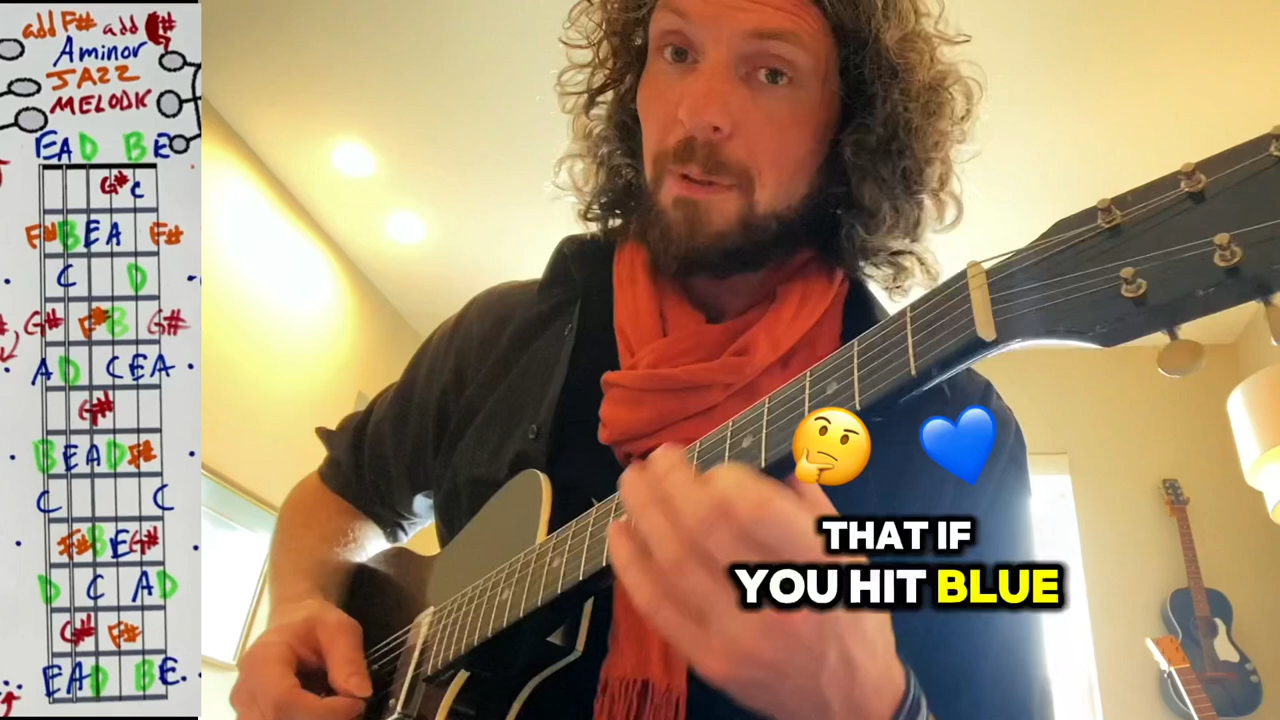 add F# add G#
A minor
JAZZ
MELODIC
E A D B E
G# C
F# B E A F#
C D
G# F# B G#
A D C E A
G#
B E A D F#
C C
F# B E G#
D C A D
G# F#
E A D B E
THAT IF
YOU HIT BLUE